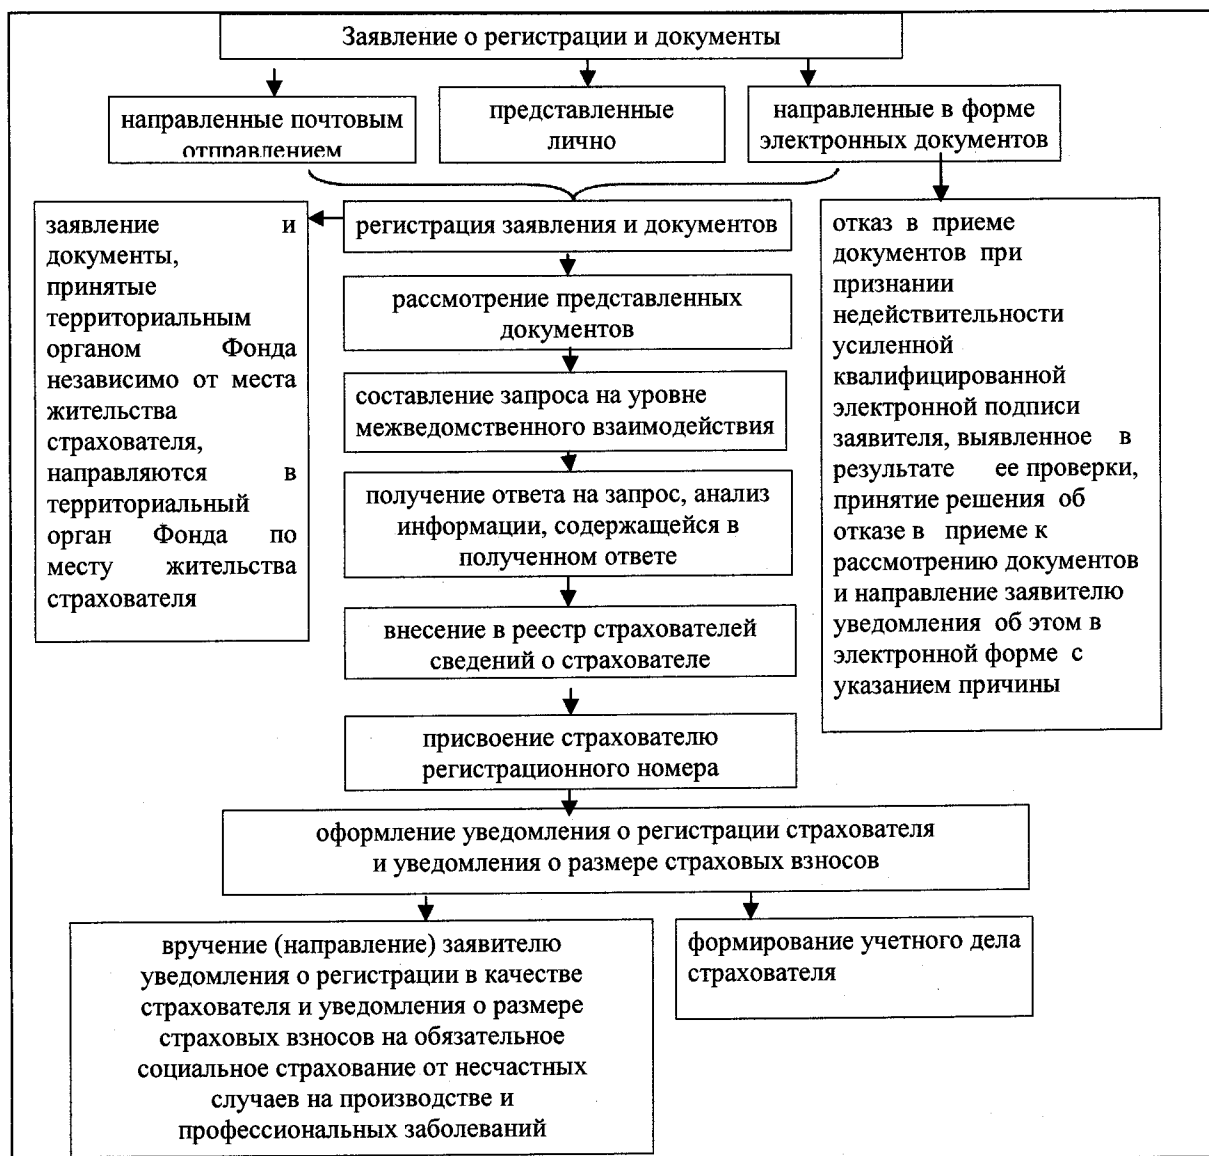 Заявление о регистрации и документы
направленные почтовым
отправлением
представленные
лично
направленные в форме
электронных документов
заявление и
документы,
принятые
территориальным
органом Фонда
независимо от места
жительства
страхователя,
направляются в
территориальный
орган Фонда по
месту жительства
страхователя
регистрация заявления и документов
рассмотрение представленных
документов
составление запроса на уровне
межведомственного взаимодействия
получение ответа на запрос, анализ
информации, содержащейся в
полученном ответе
внесение в реестр страхователей
сведений о страхователе
присвоение страхователю
регистрационного номера
отказ в приеме
документов при
признании
недействительности
усиленной
квалифицированной
электронной подписи
заявителя, выявленное в
результате ее проверки,
принятие решения об
отказе в приеме к
рассмотрению документов
и направление заявителю
уведомления об этом в
электронной форме с
указанием причины
оформление уведомления о регистрации страхователя
и уведомления о размере страховых взносов
вручение (направление) заявителю
уведомления о регистрации в качестве
страхователя и уведомления о размере
страховых взносов на обязательное
социальное страхование от несчастных
случаев на производстве и
профессиональных заболеваний
формирование учетного дела
страхователя